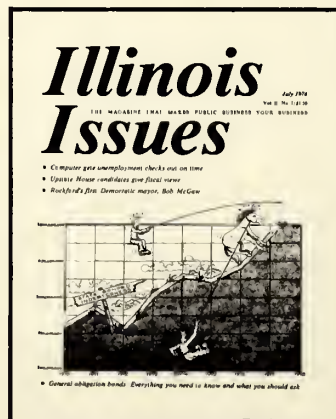 Illinois
July 1976
THE MAGAZINE THAT MAKES PUBLIC BUSINESS YOUR BUSINESS
Issues
• Computer gets unemployment checks out on time
• Upstate House candidates give fiscal views
• Rockford's first Democratic mayor, Bob McGaw
• General obligation bonds: Everything you need to know and what you should ask